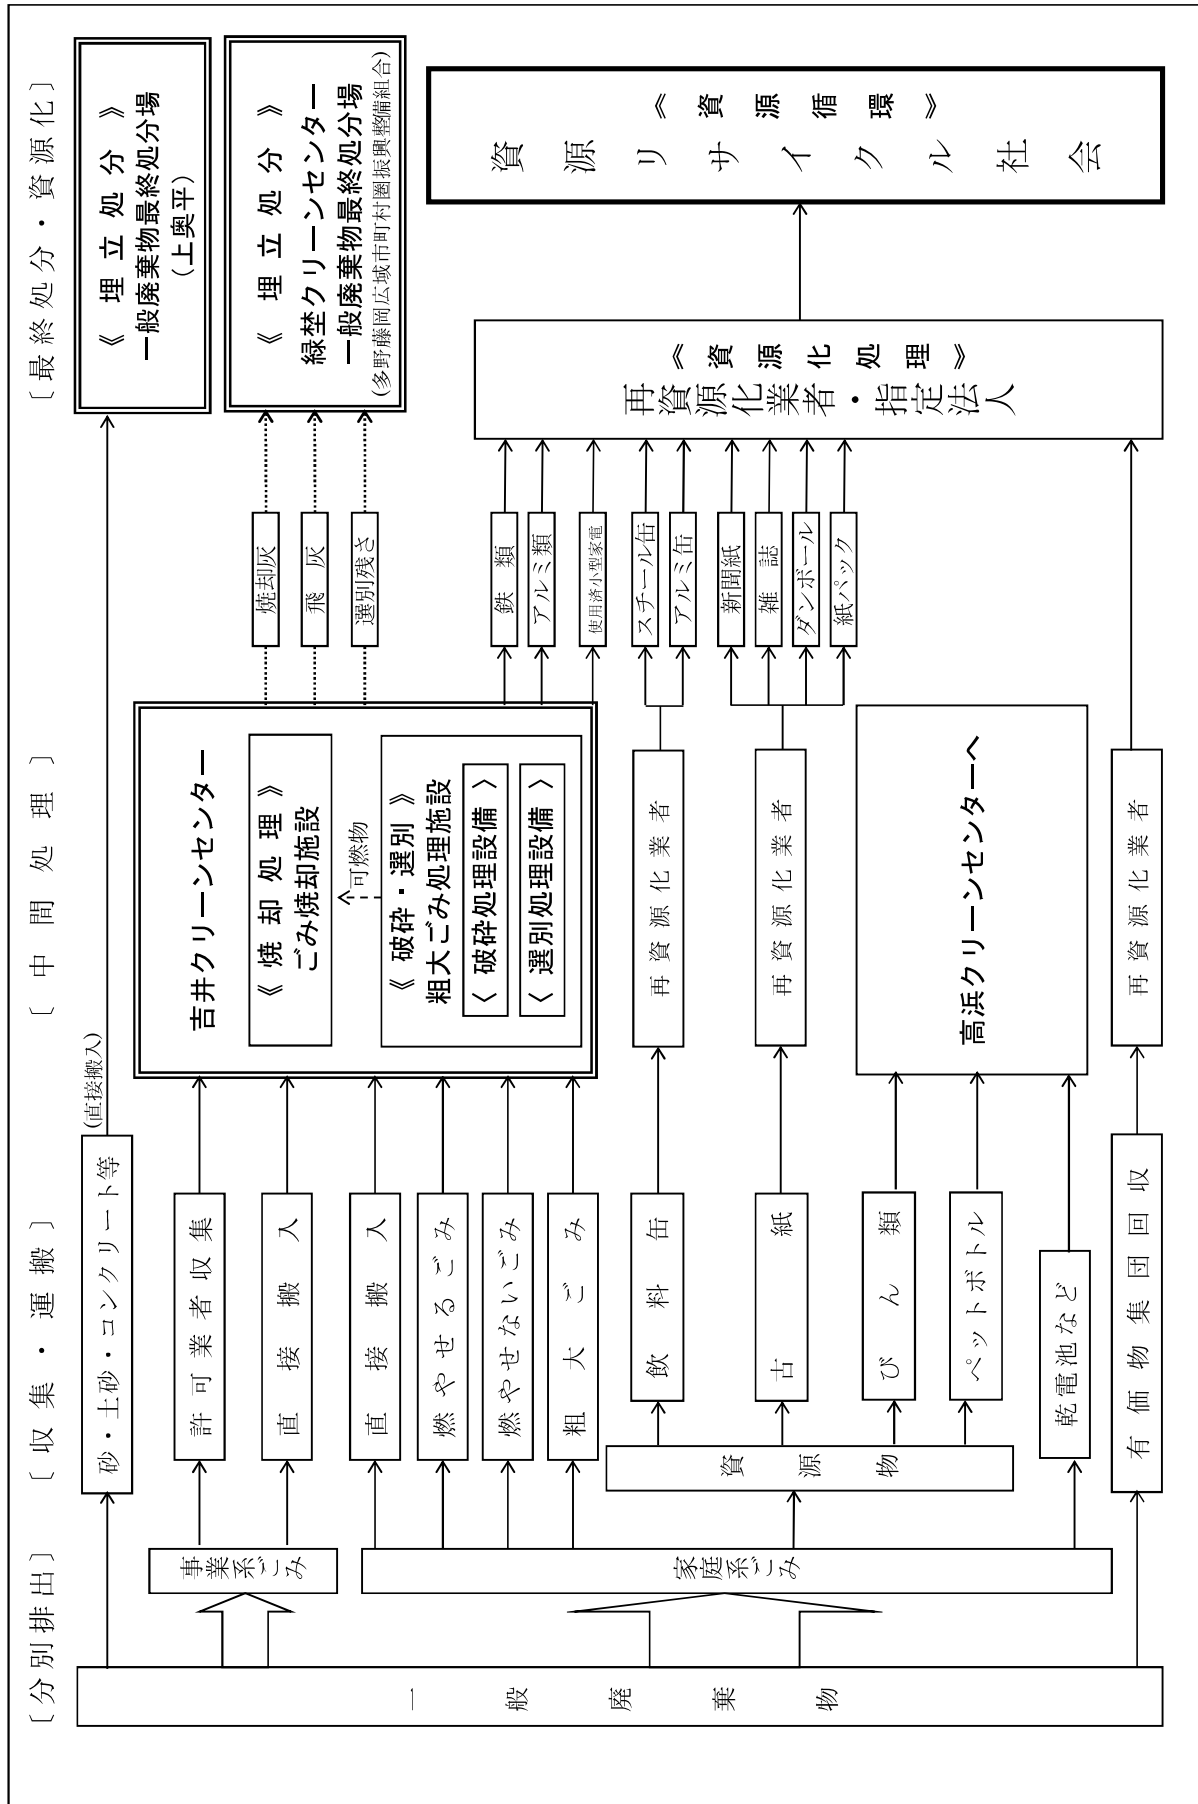 〔分別排出〕
〔収集・運搬〕
〔中間処理〕
〔最終処分・資源化〕
一般廃棄物
砂・土砂・コンクリート等
(直接搬入)
《埋立処分》
一般廃棄物最終処分場
(上奥平)
事業系ごみ
許可業者収集
直接搬入
家庭系ごみ
直接搬入
燃やせるごみ
燃やせないごみ
粗大ごみ
吉井クリーンセンター
《焼却処理》
ごみ焼却施設
可燃物
《破砕・選別》
粗大ごみ処理施設
〈破砕処理設備〉
〈選別処理設備〉
焼却灰
飛灰
選別残さ
《埋立処分》
緑埜クリーンセンター
一般廃棄物最終処分場
(多野藤岡広域市町村圏振興整備組合)
鉄類
アルミ類
使用済小型家電
資源物
飲料缶
再資源化業者
スチール缶
アルミ缶
古紙
再資源化業者
新聞紙
雑誌
ダンボール
紙パック
びん類
ペットボトル
乾電池など
高浜クリーンセンターへ
有価物集団回収
再資源化業者
《資源化処理》
再資源化業者・指定法人
《資源循環》
資源リサイクル社会